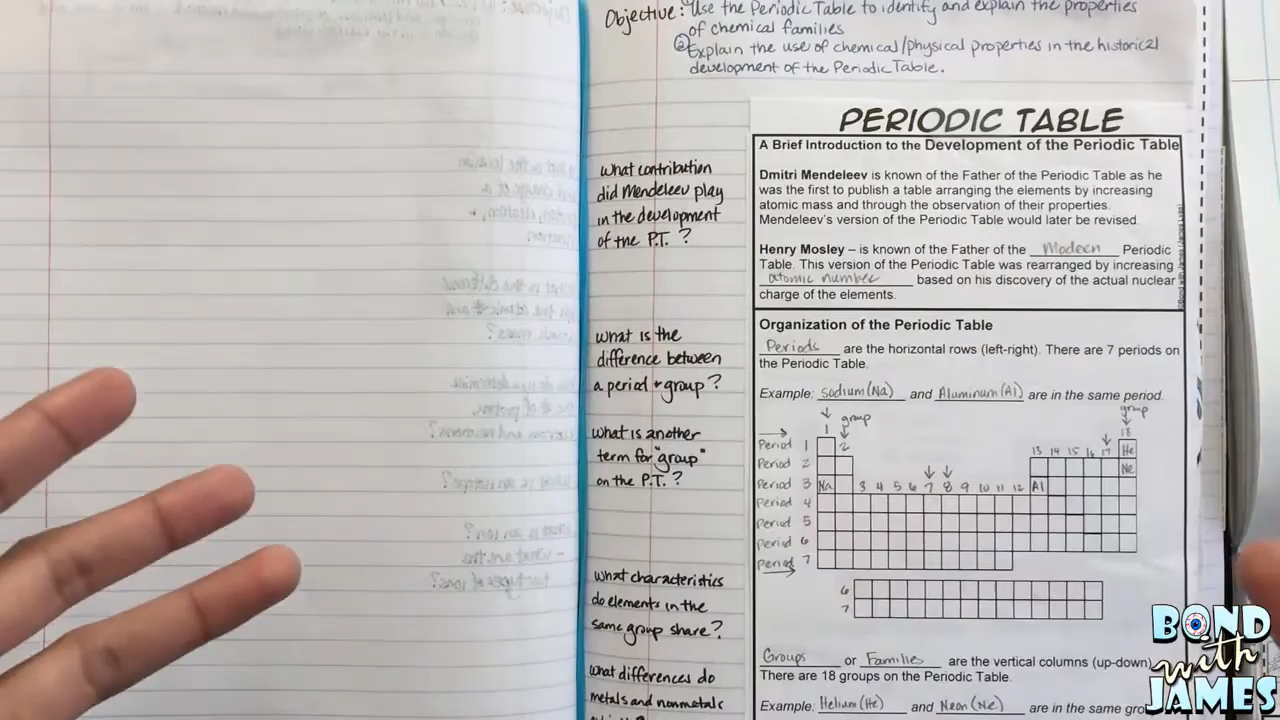 Objective: Use the Periodic Table to identify and explain the properties
of chemical families
② Explain the use of chemical/physical properties in the historical
development of the Periodic Table.
What contribution
did Mendeleev play
in the development
of the P.T. ?
What is the
difference between
a period + group?
What is another
term for "group"
on the P.T. ?
What characteristics
do elements in the
same group share?
What differences do
metals and nonmetals
PERIODIC TABLE
A Brief Introduction to the Development of the Periodic Table
Dmitri Mendeleev is known of the Father of the Periodic Table as he
was the first to publish a table arranging the elements by increasing
atomic mass and through the observation of their properties.
Mendeleev's version of the Periodic Table would later be revised.
Henry Mosley – is known of the Father of the Modern Periodic
Table. This version of the Periodic Table was rearranged by increasing
atomic number based on his discovery of the actual nuclear
charge of the elements.
Organization of the Periodic Table
Periods are the horizontal rows (left-right). There are 7 periods on
the Periodic Table.
Example: Sodium (Na) and Aluminum (Al) are in the same period.
group
group
1 18
2 13 14 15 16 17 He
Period 1
Period 2 Ne
Period 3 Na 3 4 5 6 7 8 9 10 11 12 Al
Period 4
Period 5
Period 6
Period 7
6
7
Groups or Families are the vertical columns (up-down)
There are 18 groups on the Periodic Table.
Example: Helium (He) and Neon (Ne) are in the same gro
BOND
with
JAMES